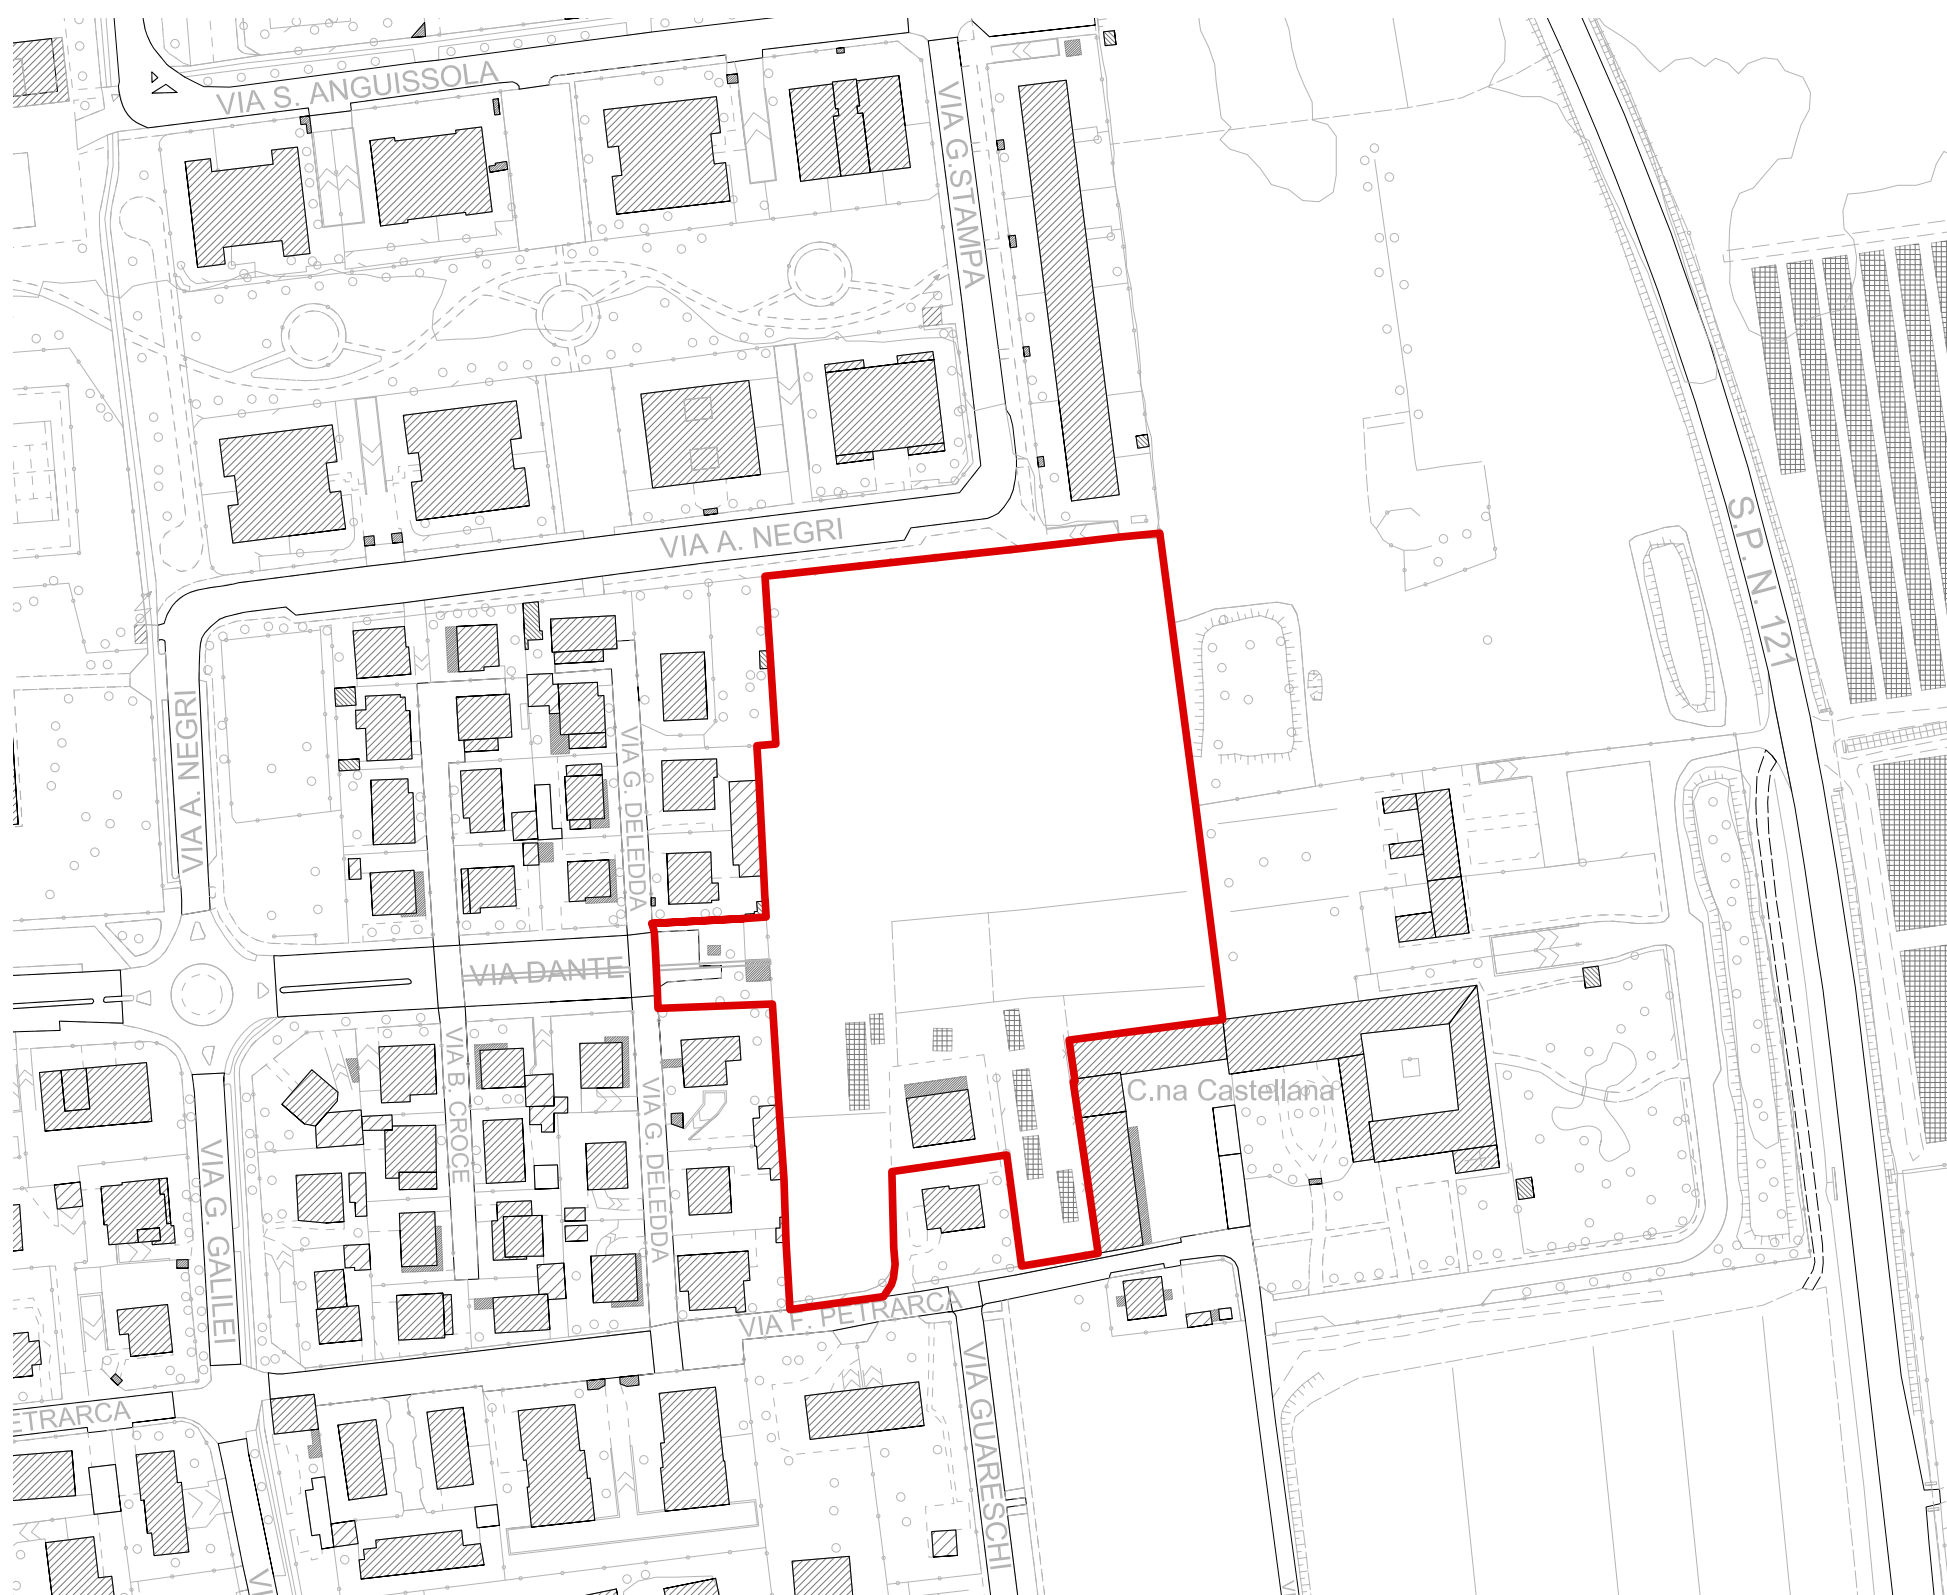 VIA S. ANGUISSOLA
VIA G.STAMPA
VIA A. NEGRI
S.P. N. 121
VIA A. NEGRI
VIA G. DELEDDA
VIA DANTE
VIA B. CROCE
VIA G. DELEDDA
C.na Castellana
VIA G. GALILEI
VIA F. PETRARCA
ETRARCA
VIA GUARESCHI
VI
V